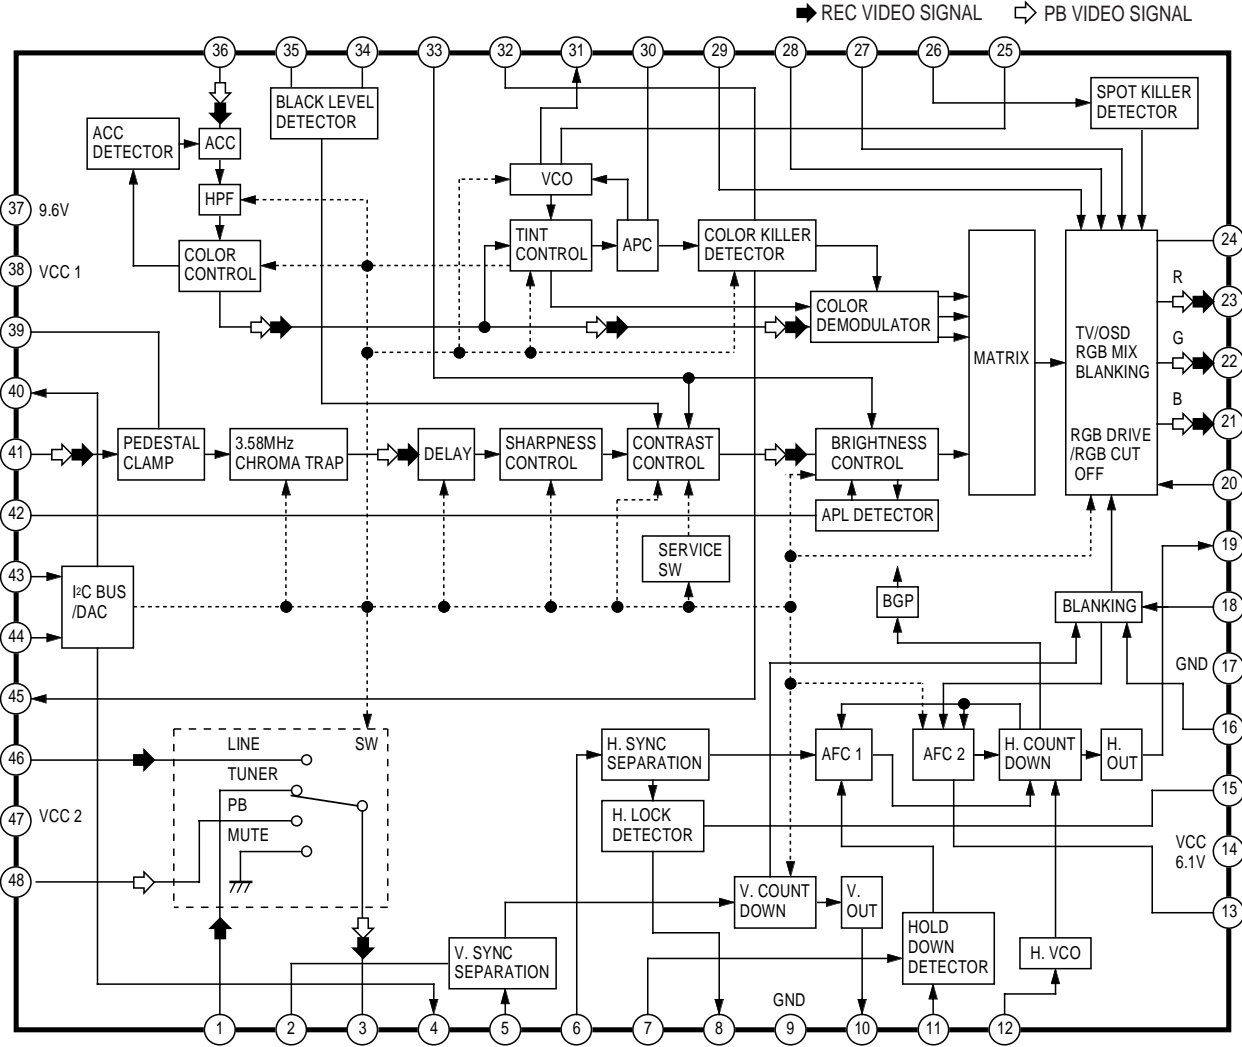 REC VIDEO SIGNAL PB VIDEO SIGNAL
36 35 34 33 32 31 30 29 28 27 26 25
BLACK LEVEL
DETECTOR
SPOT KILLER
DETECTOR
ACC
DETECTOR
ACC
HPF
VCO
37 9.6V
COLOR
CONTROL
TINT
CONTROL
APC
COLOR KILLER
DETECTOR
24
38 VCC 1
R
23
COLOR
DEMODULATOR
39
MATRIX
TV/OSD
RGB MIX
BLANKING
G
22
40
B
21
41
PEDESTAL
CLAMP
3.58MHz
CHROMA TRAP
DELAY
SHARPNESS
CONTROL
CONTRAST
CONTROL
BRIGHTNESS
CONTROL
RGB DRIVE
/RGB CUT
OFF
20
42
APL DETECTOR
SERVICE
SW
19
43
I²C BUS
/DAC
BGP
BLANKING
18
44
GND
17
45
16
LINE
SW
46
TUNER
PB
MUTE
H. SYNC
SEPARATION
AFC 1
AFC 2
H. COUNT
DOWN
H.
OUT
15
47 VCC 2
H. LOCK
DETECTOR
VCC
6.1V
14
48
V. COUNT
DOWN
V.
OUT
13
HOLD
DOWN
DETECTOR
V. SYNC
SEPARATION
H. VCO
GND
1 2 3 4 5 6 7 8 9 10 11 12